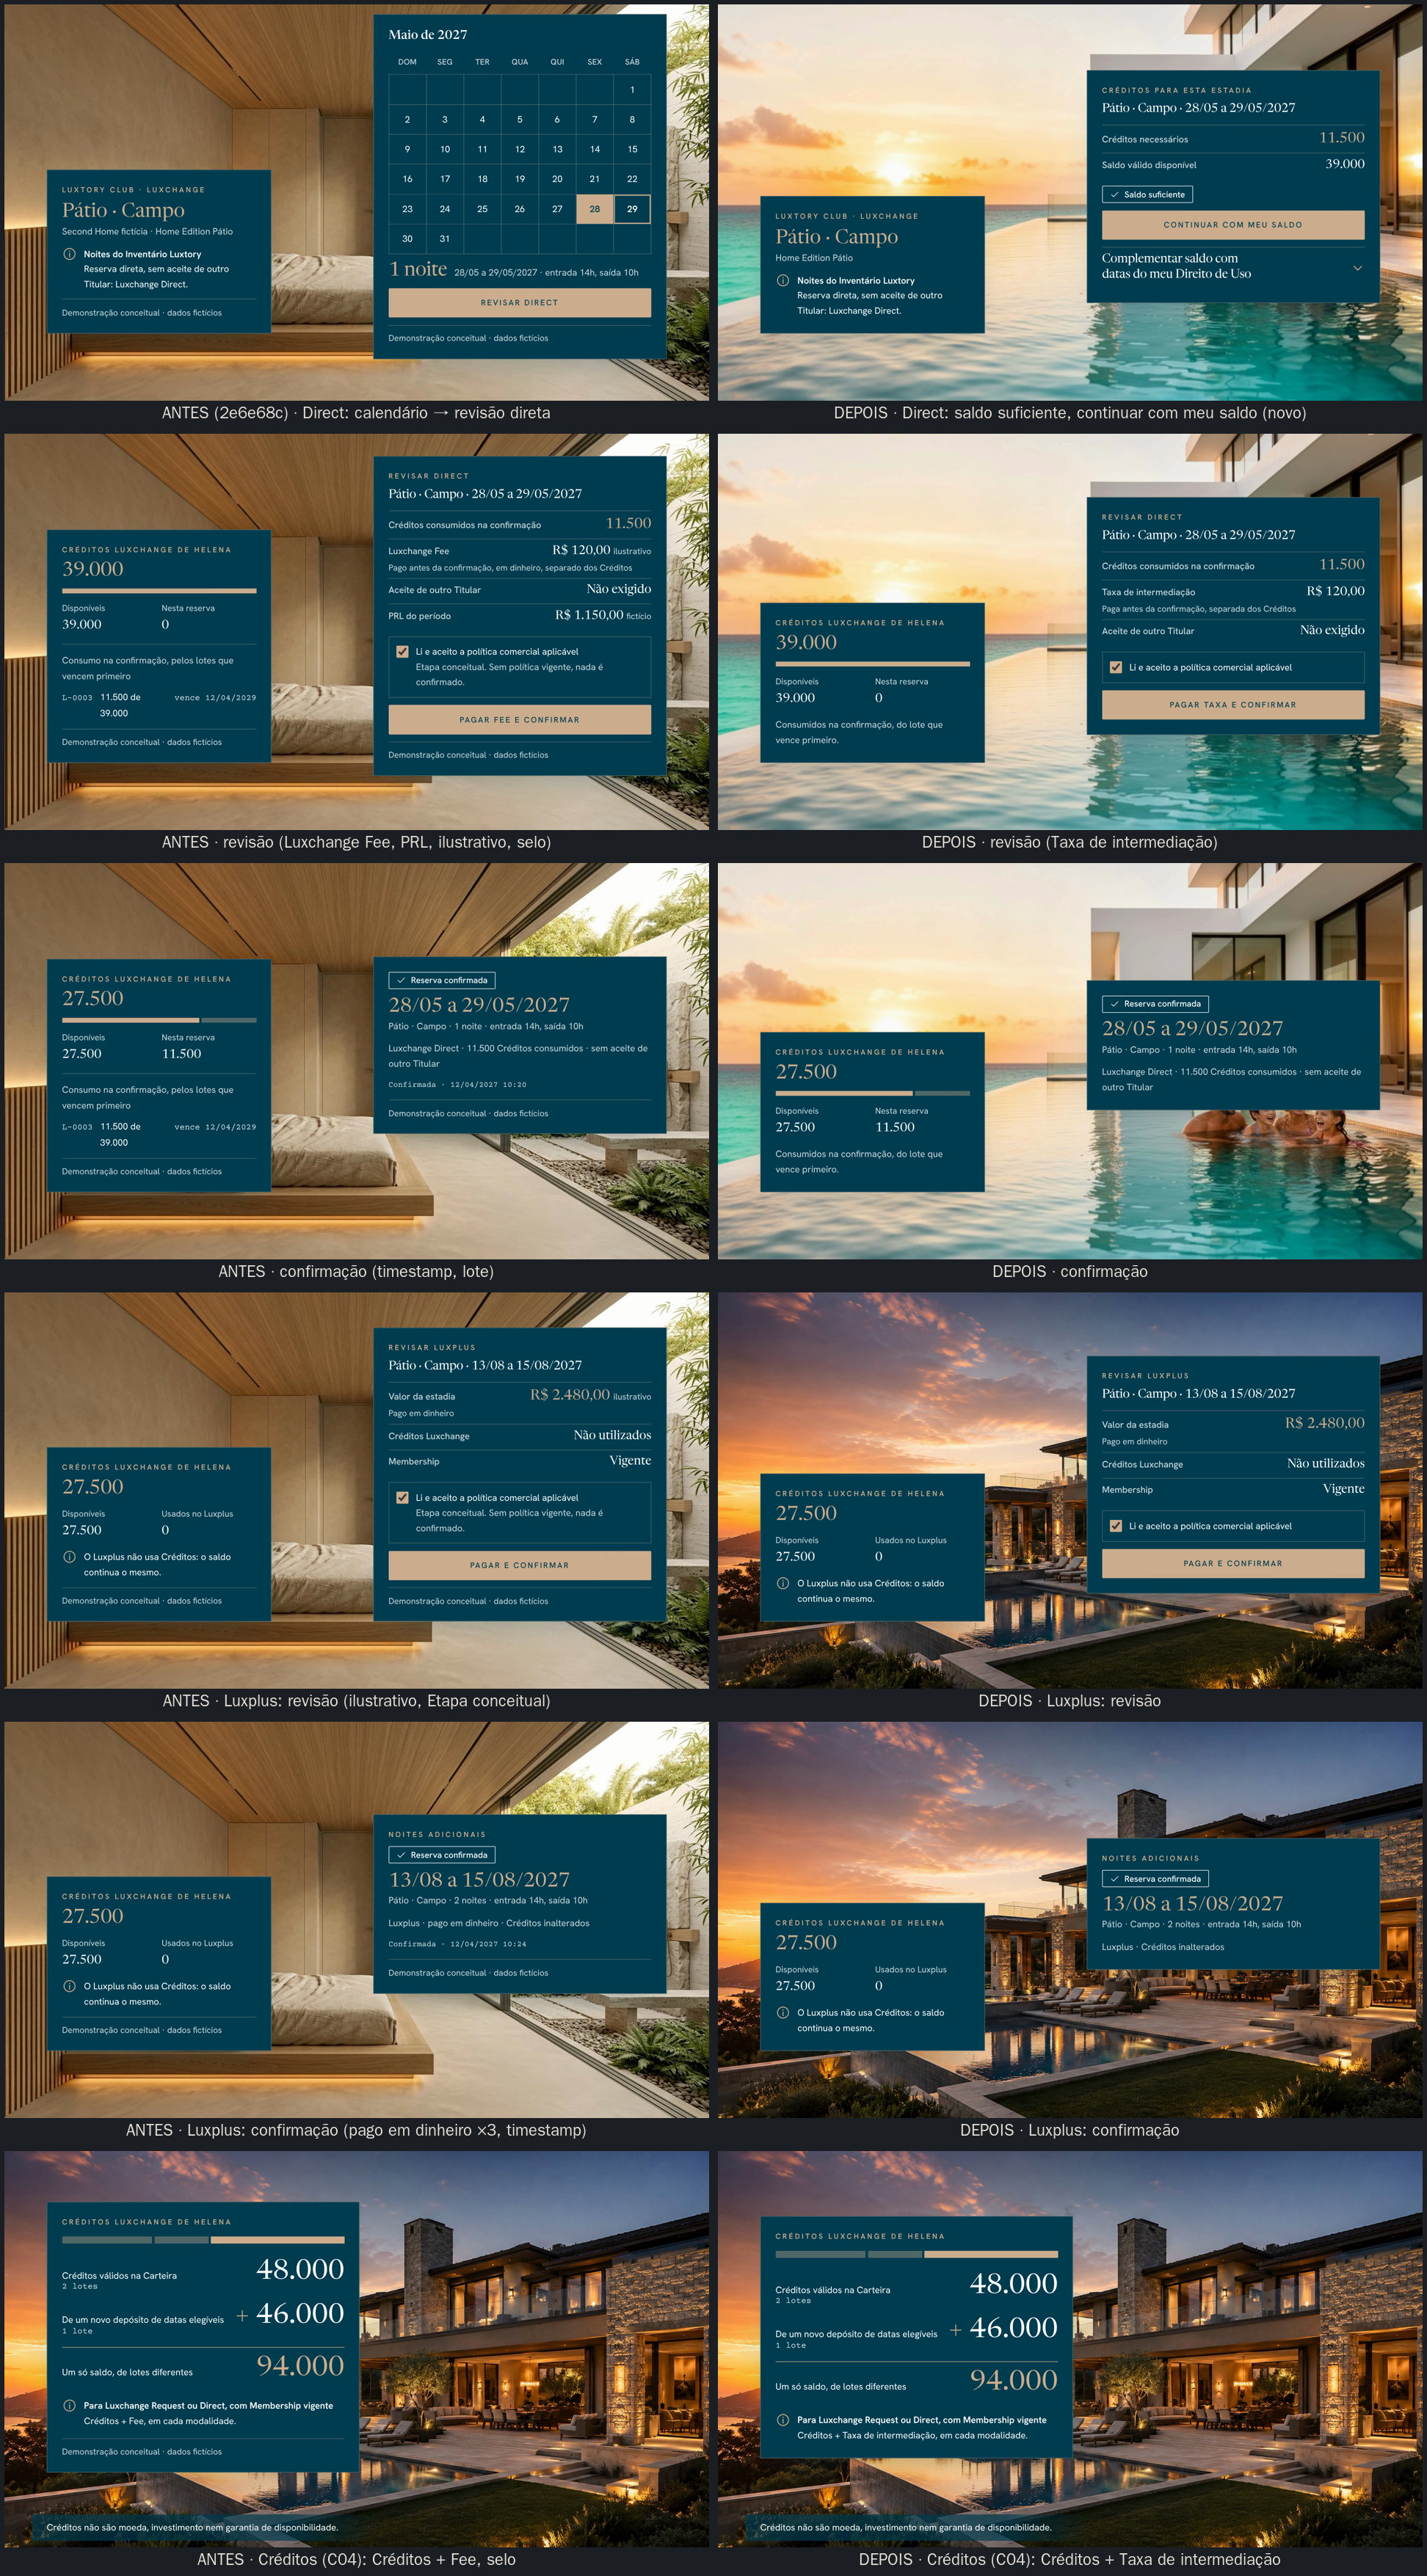 LUXTORY CLUB · LUXCHANGE
Pátio · Campo
Second Home fictícia · Home Edition Pátio
Noites do Inventário Luxtory
Reserva direta, sem aceite de outro
Titular: Luxchange Direct.
Demonstração conceitual · dados fictícios
Maio de 2027
DOM SEG TER QUA QUI SEX SÁB
1
2 3 4 5 6 7 8
9 10 11 12 13 14 15
16 17 18 19 20 21 22
23 24 25 26 27 28 29
30 31
1 noite 28/05 a 29/05/2027 · entrada 14h, saída 10h
REVISAR DIRECT
Demonstração conceitual · dados fictícios
ANTES (2e6e68c) · Direct: calendário → revisão direta
LUXTORY CLUB · LUXCHANGE
Pátio · Campo
Home Edition Pátio
Noites do Inventário Luxtory
Reserva direta, sem aceite de outro
Titular: Luxchange Direct.
CRÉDITOS PARA ESTA ESTADIA
Pátio · Campo · 28/05 a 29/05/2027
Créditos necessários 11.500
Saldo válido disponível 39.000
Saldo suficiente
CONTINUAR COM MEU SALDO
Complementar saldo com
datas do meu Direito de Uso
DEPOIS · Direct: saldo suficiente, continuar com meu saldo (novo)
CRÉDITOS LUXCHANGE DE HELENA
39.000
Disponíveis Nesta reserva
39.000 0
Consumo na confirmação, pelos lotes que
vencem primeiro
L-0003 11.500 de vence 12/04/2029
39.000
Demonstração conceitual · dados fictícios
REVISAR DIRECT
Pátio · Campo · 28/05 a 29/05/2027
Créditos consumidos na confirmação 11.500
Luxchange Fee R$ 120,00 ilustrativo
Pago antes da confirmação, em dinheiro, separado dos Créditos
Aceite de outro Titular Não exigido
PRL do período R$ 1.150,00 fictício
Li e aceito a política comercial aplicável
Etapa conceitual. Sem política vigente, nada é
confirmado.
PAGAR FEE E CONFIRMAR
Demonstração conceitual · dados fictícios
ANTES · revisão (Luxchange Fee, PRL, ilustrativo, selo)
CRÉDITOS LUXCHANGE DE HELENA
39.000
Disponíveis Nesta reserva
39.000 0
Consumidos na confirmação, do lote que
vence primeiro.
REVISAR DIRECT
Pátio · Campo · 28/05 a 29/05/2027
Créditos consumidos na confirmação 11.500
Taxa de intermediação R$ 120,00
Paga antes da confirmação, separada dos Créditos
Aceite de outro Titular Não exigido
Li e aceito a política comercial aplicável
PAGAR TAXA E CONFIRMAR
DEPOIS · revisão (Taxa de intermediação)
CRÉDITOS LUXCHANGE DE HELENA
27.500
Disponíveis Nesta reserva
27.500 11.500
Consumo na confirmação, pelos lotes que
vencem primeiro
L-0003 11.500 de vence 12/04/2029
39.000
Demonstração conceitual · dados fictícios
Reserva confirmada
28/05 a 29/05/2027
Pátio · Campo · 1 noite · entrada 14h, saída 10h
Luxchange Direct · 11.500 Créditos consumidos · sem aceite de
outro Titular
Confirmada · 12/04/2027 10:20
Demonstração conceitual · dados fictícios
ANTES · confirmação (timestamp, lote)
CRÉDITOS LUXCHANGE DE HELENA
27.500
Disponíveis Nesta reserva
27.500 11.500
Consumidos na confirmação, do lote que
vence primeiro.
Reserva confirmada
28/05 a 29/05/2027
Pátio · Campo · 1 noite · entrada 14h, saída 10h
Luxchange Direct · 11.500 Créditos consumidos · sem aceite de
outro Titular
DEPOIS · confirmação
CRÉDITOS LUXCHANGE DE HELENA
27.500
Disponíveis Usados no Luxplus
27.500 0
O Luxplus não usa Créditos: o saldo
continua o mesmo.
Demonstração conceitual · dados fictícios
REVISAR LUXPLUS
Pátio · Campo · 13/08 a 15/08/2027
Valor da estadia R$ 2.480,00 ilustrativo
Pago em dinheiro
Créditos Luxchange Não utilizados
Membership Vigente
Li e aceito a política comercial aplicável
Etapa conceitual. Sem política vigente, nada é
confirmado.
PAGAR E CONFIRMAR
Demonstração conceitual · dados fictícios
ANTES · Luxplus: revisão (ilustrativo, Etapa conceitual)
CRÉDITOS LUXCHANGE DE HELENA
27.500
Disponíveis Usados no Luxplus
27.500 0
O Luxplus não usa Créditos: o saldo
continua o mesmo.
REVISAR LUXPLUS
Pátio · Campo · 13/08 a 15/08/2027
Valor da estadia R$ 2.480,00
Pago em dinheiro
Créditos Luxchange Não utilizados
Membership Vigente
Li e aceito a política comercial aplicável
PAGAR E CONFIRMAR
DEPOIS · Luxplus: revisão
CRÉDITOS LUXCHANGE DE HELENA
27.500
Disponíveis Usados no Luxplus
27.500 0
O Luxplus não usa Créditos: o saldo
continua o mesmo.
Demonstração conceitual · dados fictícios
NOITES ADICIONAIS
Reserva confirmada
13/08 a 15/08/2027
Pátio · Campo · 2 noites · entrada 14h, saída 10h
Luxplus · pago em dinheiro · Créditos inalterados
Confirmada · 12/04/2027 10:24
Demonstração conceitual · dados fictícios
ANTES · Luxplus: confirmação (pago em dinheiro ×3, timestamp)
CRÉDITOS LUXCHANGE DE HELENA
27.500
Disponíveis Usados no Luxplus
27.500 0
O Luxplus não usa Créditos: o saldo
continua o mesmo.
NOITES ADICIONAIS
Reserva confirmada
13/08 a 15/08/2027
Pátio · Campo · 2 noites · entrada 14h, saída 10h
Luxplus · Créditos inalterados
DEPOIS · Luxplus: confirmação
CRÉDITOS LUXCHANGE DE HELENA
Créditos válidos na Carteira 48.000
2 lotes
De um novo depósito de datas elegíveis + 46.000
1 lote
Um só saldo, de lotes diferentes 94.000
Para Luxchange Request ou Direct, com Membership vigente
Créditos + Fee, em cada modalidade.
Demonstração conceitual · dados fictícios
Créditos não são moeda, investimento nem garantia de disponibilidade.
ANTES · Créditos (C04): Créditos + Fee, selo
CRÉDITOS LUXCHANGE DE HELENA
Créditos válidos na Carteira 48.000
2 lotes
De um novo depósito de datas elegíveis + 46.000
1 lote
Um só saldo, de lotes diferentes 94.000
Para Luxchange Request ou Direct, com Membership vigente
Créditos + Taxa de intermediação, em cada modalidade.
Créditos não são moeda, investimento nem garantia de disponibilidade.
DEPOIS · Créditos (C04): Créditos + Taxa de intermediação